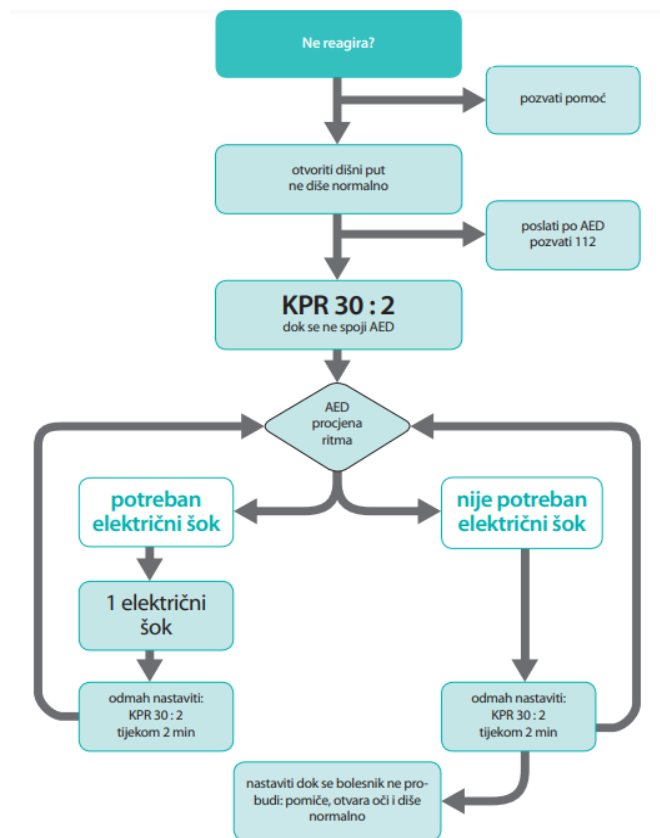 Ne reagira?
pozvati pomoć
otvoriti dišni put
ne diše normalno
poslati po AED
pozvati 112
KPR 30 : 2
dok se ne spoji AED
AED
procjena
ritma
potreban
električni šok
nije potreban
električni šok
1 električni
šok
odmah nastaviti:
KPR 30 : 2
tijekom 2 min
odmah nastaviti:
KPR 30 : 2
tijekom 2 min
nastaviti dok se bolesnik ne pro-
budi: pomiče, otvara oči i diše
normalno